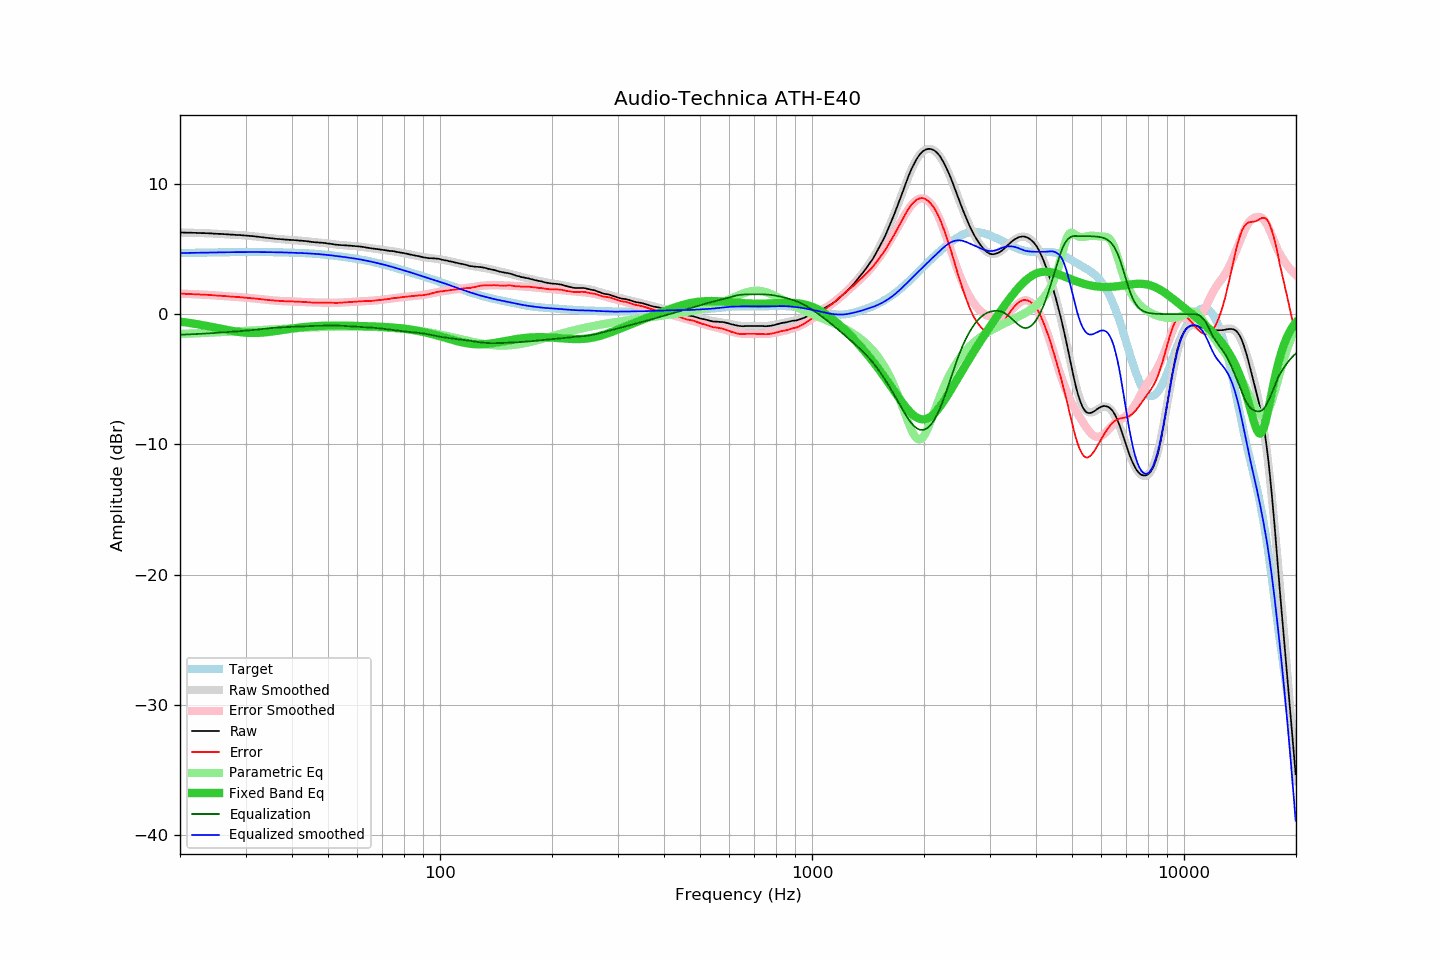 Audio-Technica ATH-E40
Amplitude (dBr)
10
0
−10
−20
−30
−40
Target
Raw Smoothed
Error Smoothed
Raw
Error
Parametric Eq
Fixed Band Eq
Equalization
Equalized smoothed
100
1000
10000
Frequency (Hz)